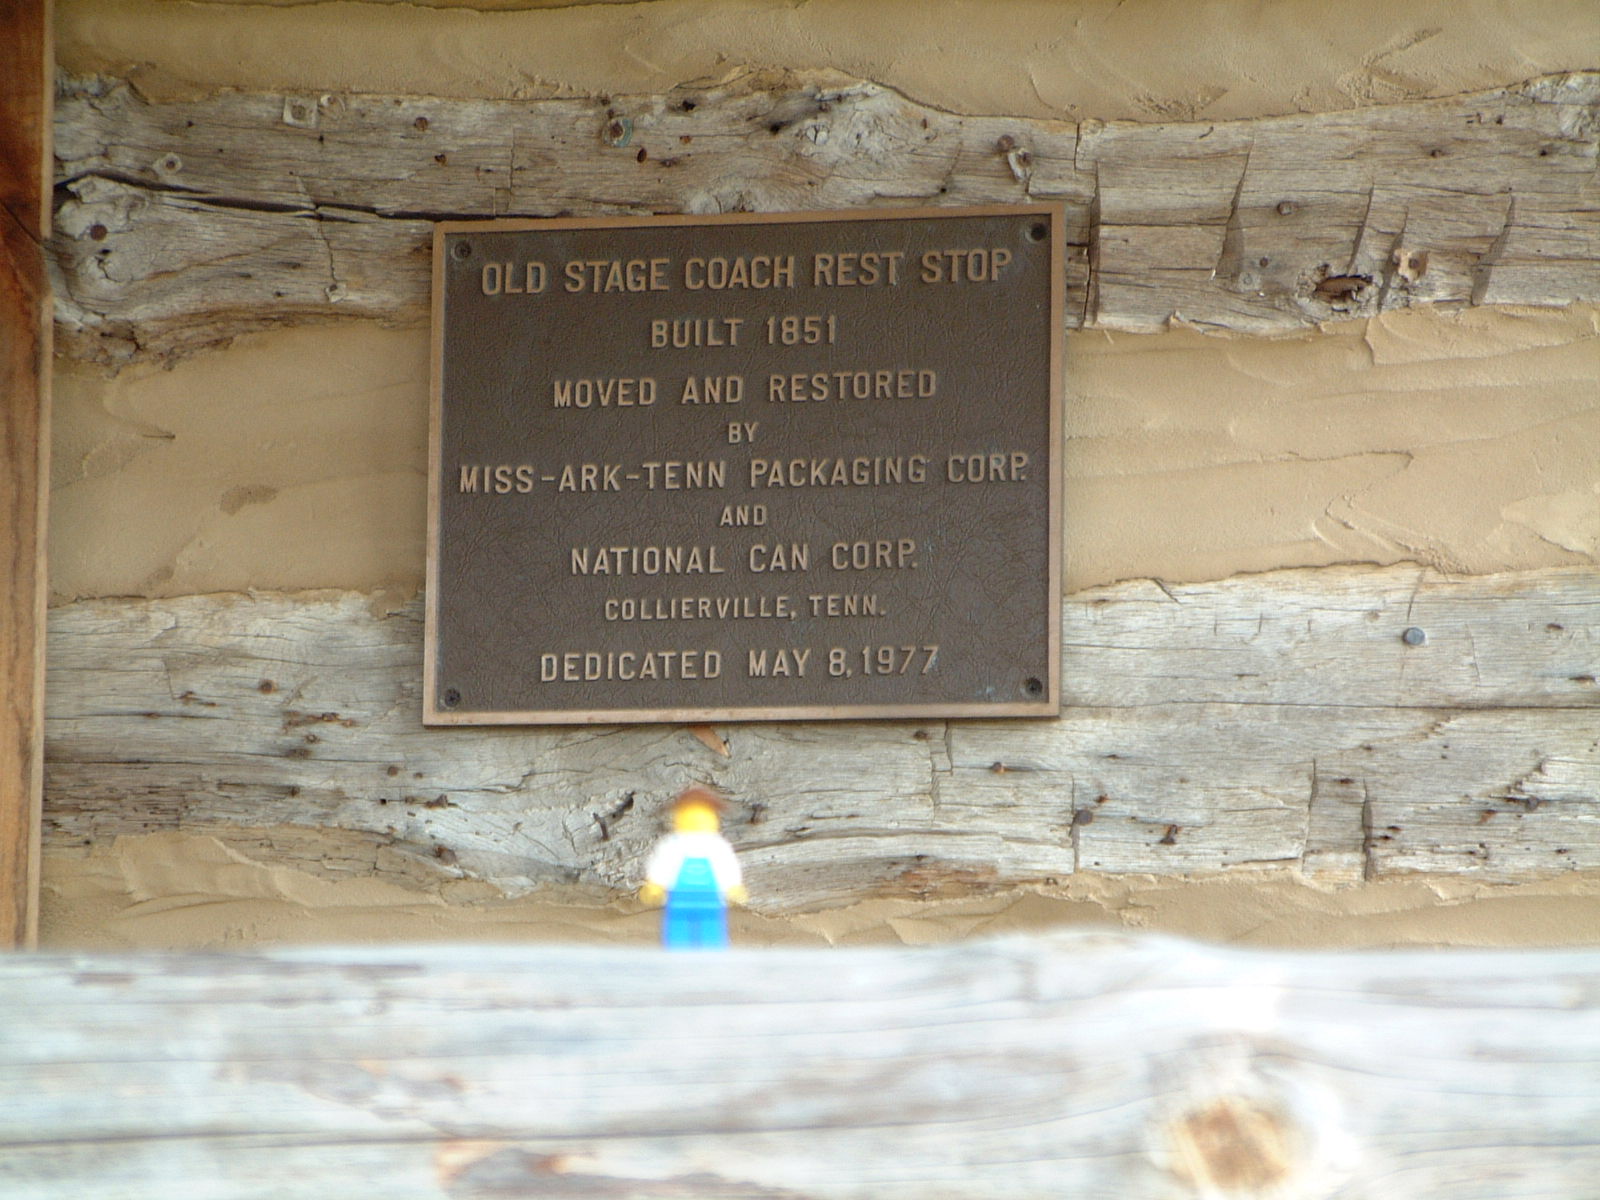 OLD STAGE COACH REST STOP
BUILT 1851
MOVED AND RESTORED
BY
MISS-ARK-TENN PACKAGING CORP.
AND
NATIONAL CAN CORP.
COLLIERVILLE, TENN.
DEDICATED MAY 8, 1977